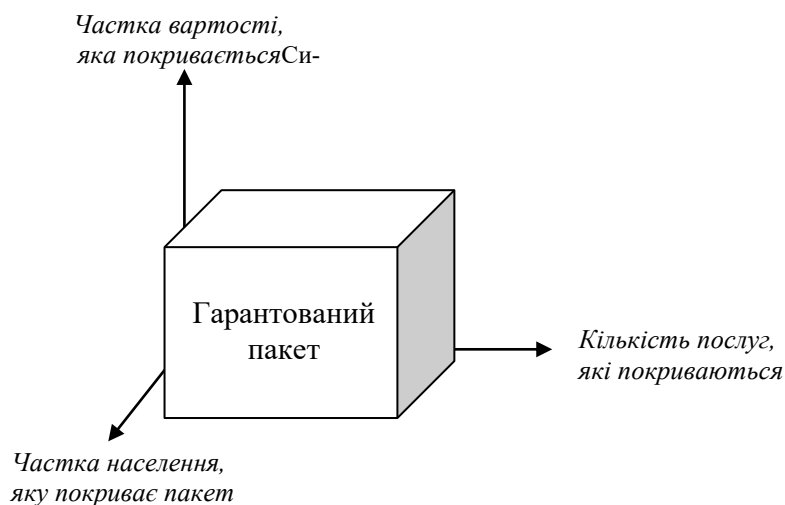 Частка вартості,
яка покриваєтьсяСи-
Гарантований
пакет
Кількість послуг,
які покриваються
Частка населення,
яку покриває пакет